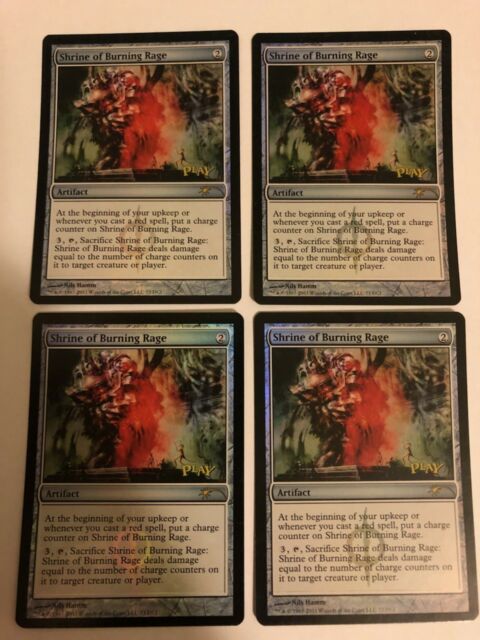 Shrine of Burning Rage 2
PLAY
Artifact
At the beginning of your upkeep or
whenever you cast a red spell, put a charge
counter on Shrine of Burning Rage.
3, , Sacrifice Shrine of Burning Rage:
Shrine of Burning Rage deals damage
equal to the number of charge counters on
it to target creature or player.
Nils Hamm
Shrine of Burning Rage 2
PLAY
Artifact
At the beginning of your upkeep or
whenever you cast a red spell, put a charge
counter on Shrine of Burning Rage.
3, , Sacrifice Shrine of Burning Rage:
Shrine of Burning Rage deals damage
equal to the number of charge counters on
it to target creature or player.
Nils Hamm
Shrine of Burning Rage 2
PLAY
Artifact
At the beginning of your upkeep or
whenever you cast a red spell, put a charge
counter on Shrine of Burning Rage.
3, , Sacrifice Shrine of Burning Rage:
Shrine of Burning Rage deals damage
equal to the number of charge counters on
it to target creature or player.
Nils Hamm
Shrine of Burning Rage 2
PLAY
Artifact
At the beginning of your upkeep or
whenever you cast a red spell, put a charge
counter on Shrine of Burning Rage.
3, , Sacrifice Shrine of Burning Rage:
Shrine of Burning Rage deals damage
equal to the number of charge counters on
it to target creature or player.
Nils Hamm